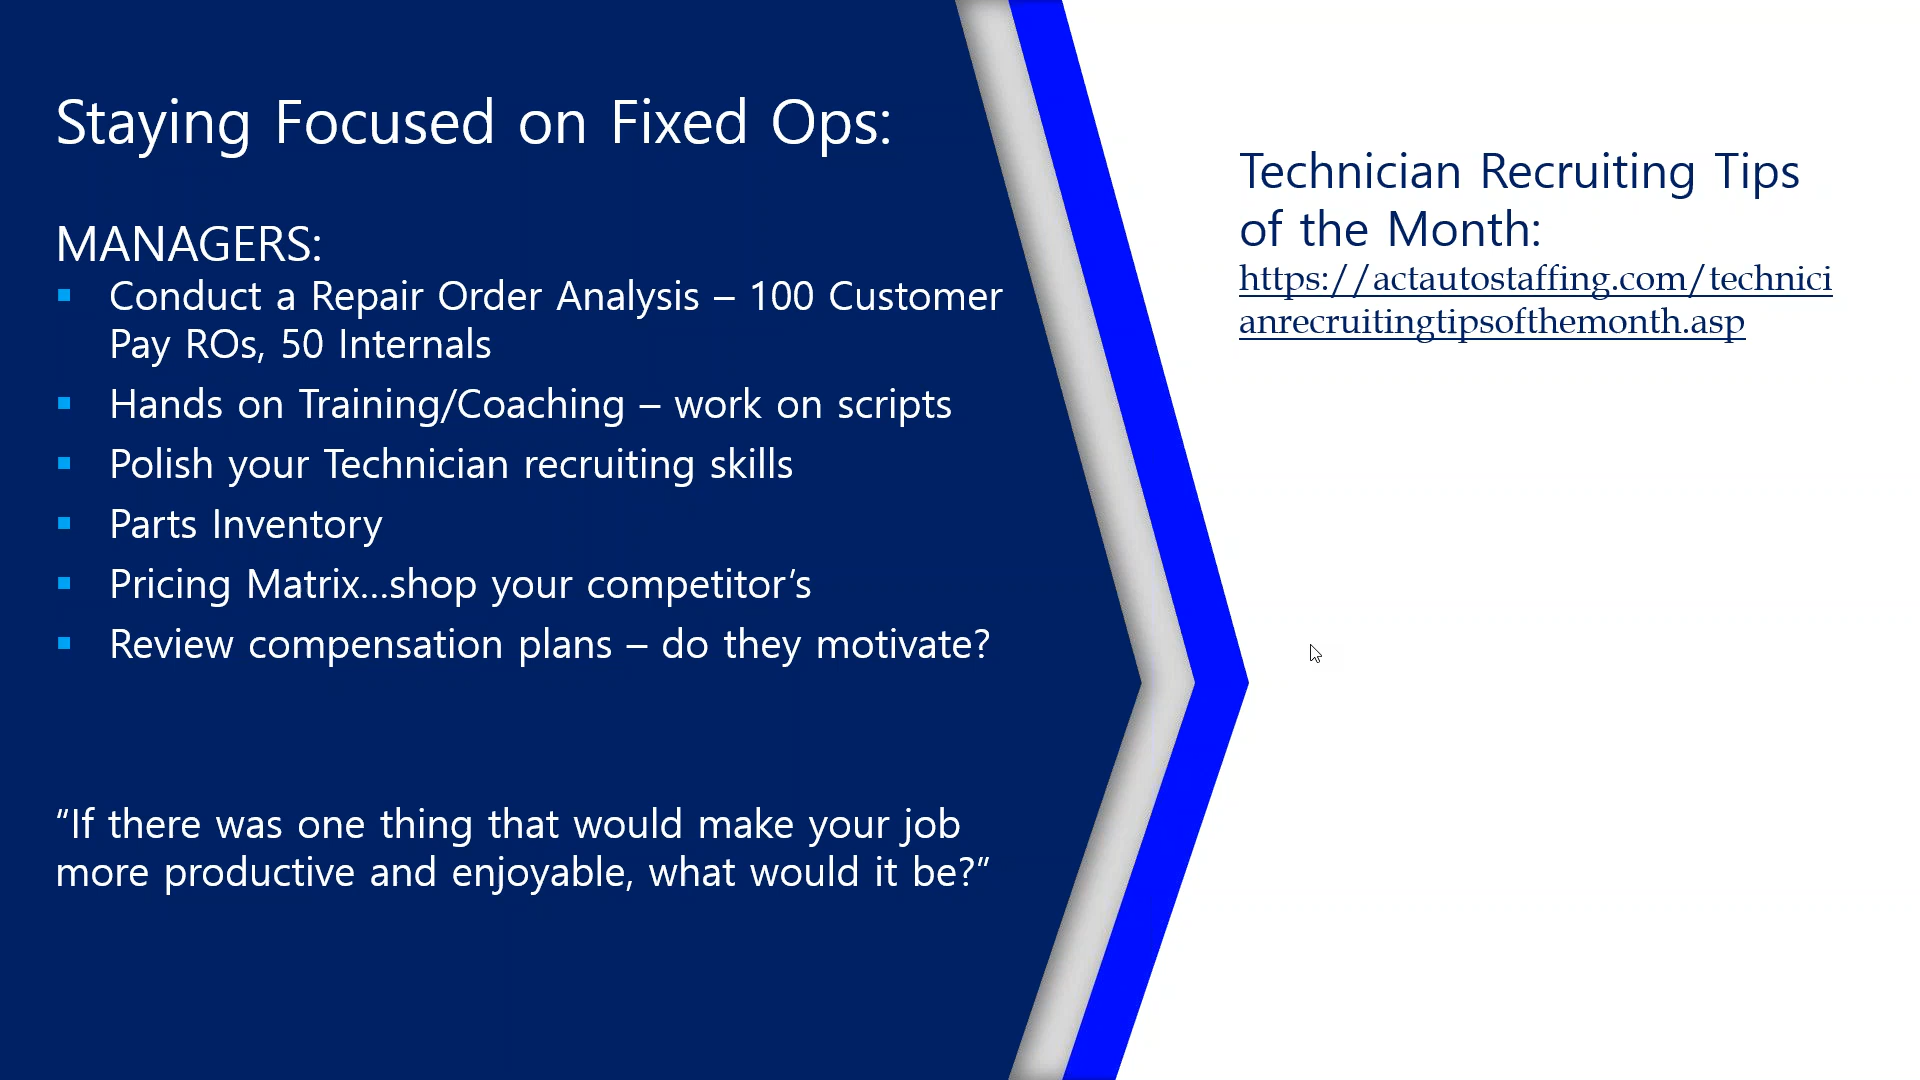 Staying Focused on Fixed Ops:
MANAGERS:
▪ Conduct a Repair Order Analysis – 100 Customer
Pay ROs, 50 Internals
▪ Hands on Training/Coaching – work on scripts
▪ Polish your Technician recruiting skills
▪ Parts Inventory
▪ Pricing Matrix...shop your competitor’s
▪ Review compensation plans – do they motivate?
“If there was one thing that would make your job
more productive and enjoyable, what would it be?”
Technician Recruiting Tips
of the Month:
https://actautostaffing.com/technici
anrecruitingtipsofthemonth.asp